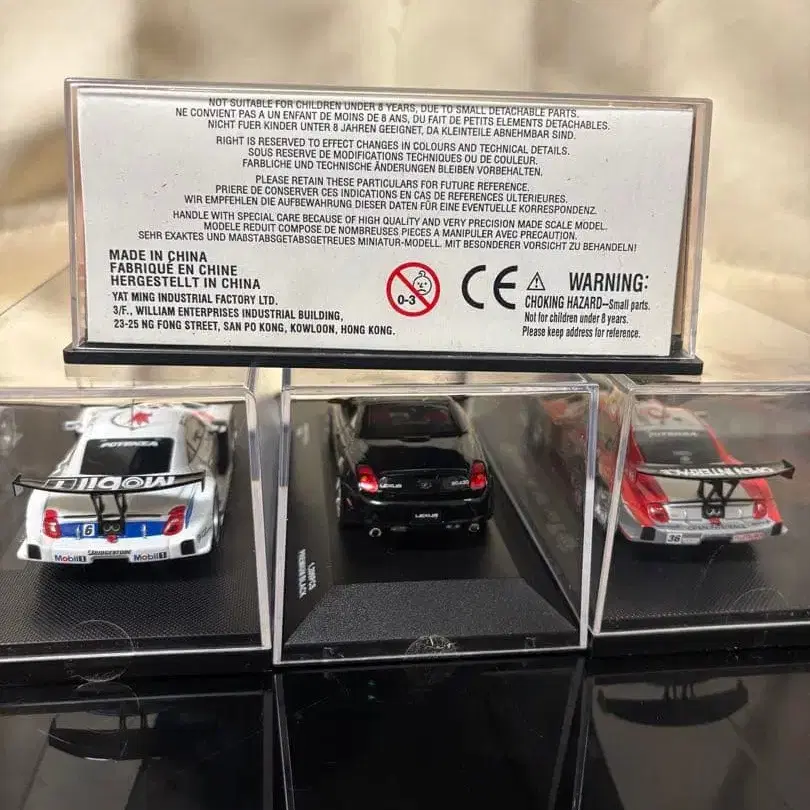 NOT SUITABLE FOR CHILDREN UNDER 8 YEARS, DUE TO SMALL DETACHABLE PARTS.
NE CONVIENT PAS A UN ENFANT DE MOINS DE 8 ANS, DU FAIT DE PETITS ELEMENTS DETACHABLES.
NICHT FUER KINDER UNTER 8 JAHREN GEEIGNET, DA KLEINTEILE ABNEHMBAR SIND.
RIGHT IS RESERVED TO EFFECT CHANGES IN COLOURS AND TECHNICAL DETAILS.
SOUS RESERVE DE MODIFICATIONS TECHNIQUES OU DE COULEUR.
FARBLICHE UND TECHNISCHE ÄNDERUNGEN BLEIBEN VORBEHALTEN.
PLEASE RETAIN THESE PARTICULARS FOR FUTURE REFERENCE.
PRIERE DE CONSERVER CES INDICATIONS EN CAS DE REFERENCES ULTERIEURES.
WIR EMPFEHLEN DIE AUFBEWAHRUNG DIESER DATEN FÜR EINE EVENTUELLE KORRESPONDENZ.
HANDLE WITH SPECIAL CARE BECAUSE OF HIGH QUALITY AND VERY PRECISION MADE SCALE MODEL.
MODELE REDUIT COMPOSE DE NOMBREUSES PIECES A MANIPULER AVEC PRECAUTION.
SEHR EXAKTES UND MAßSTABSGETABSGETREUES MINIATUR-MODELL. MIT BESONDERER VORSICHT ZU BEHANDELN!
MADE IN CHINA
FABRIQUÉ EN CHINE
HERGESTELLT IN CHINA
YAT MING INDUSTRIAL FACTORY LTD.
3/F., WILLIAM ENTERPRISES INDUSTRIAL BUILDING,
23-25 NG FONG STREET, SAN PO KONG, KOWLOON, HONG KONG.
0-3
CE
WARNING:
CHOKING HAZARD—Small parts.
Not for children under 8 years.
Please keep address for reference.
POTENZA
Mobil 1
6
Mobil 1
BRIDGESTONE
Mobil 1
LEXUS
SC430
LEXUS
PREMIUM BLACK
POTENZA
OPEN INTERFACE
36